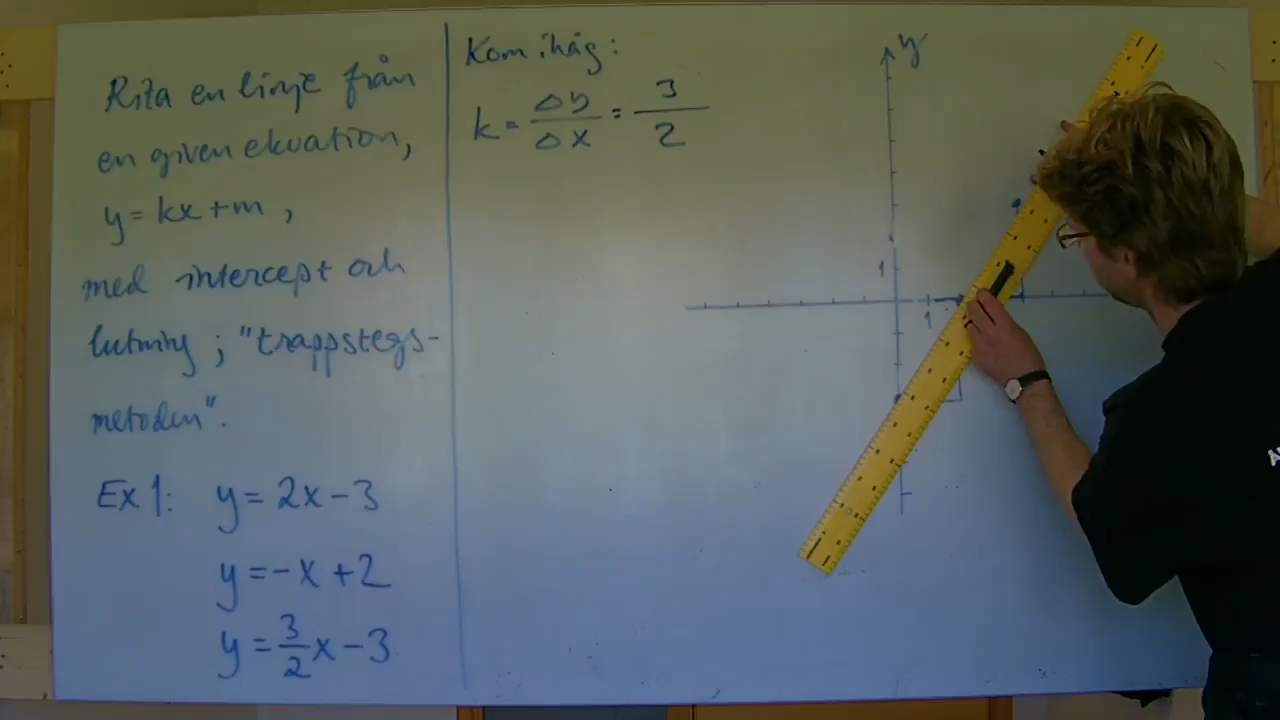 Rita en linje från
en given ekvation,
y = kx + m ,
med intercept och
lutning ; "trappstegs-
metoden".
Ex 1: y = 2x - 3
y = -x + 2
y = 3/2 x - 3
Kom ihåg :
k = Δy/Δx = 3/2
y
1
1